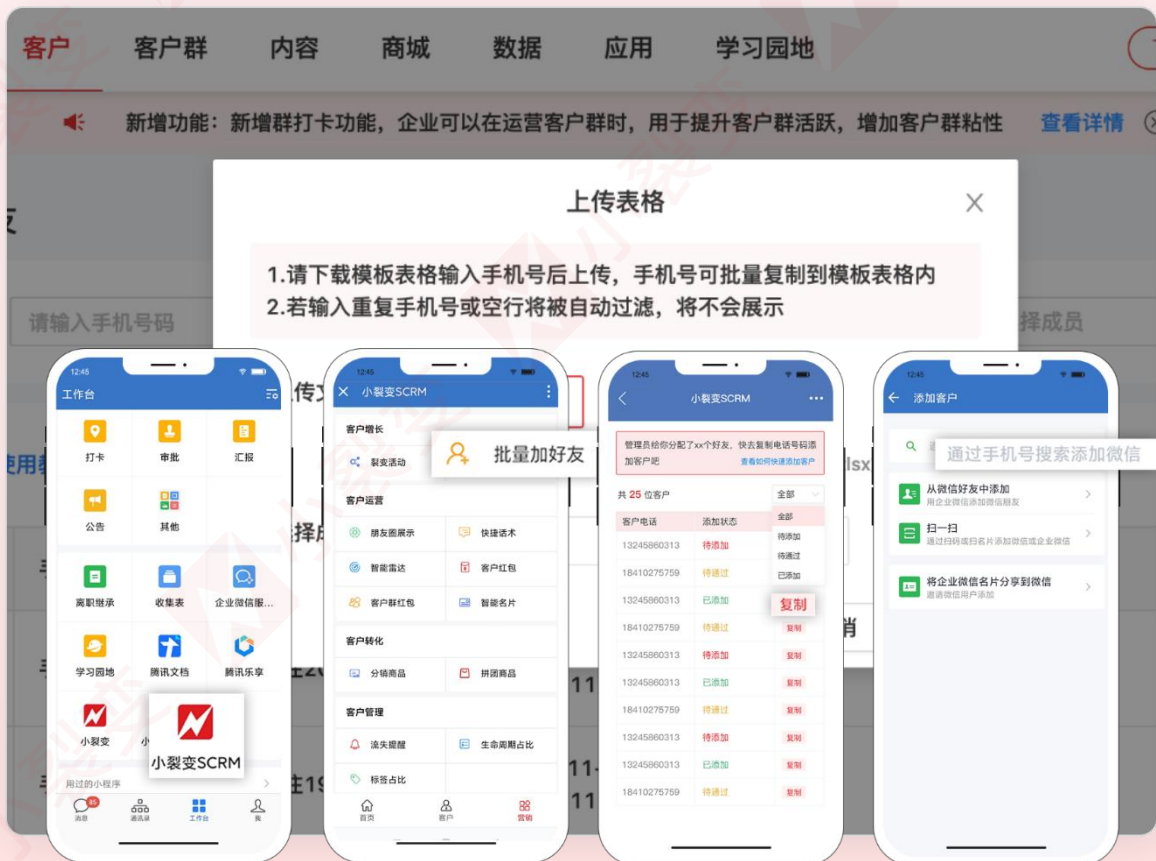 客户 客户群 内容 商城 数据 应用 学习园地
新增功能：新增群打卡功能，企业可以在运营客户群时，用于提升客户群活跃，增加客户群粘性 查看详情
上传表格
1.请下载模板表格输入手机号后上传，手机号可批量复制到模板表格内
2.若输入重复手机号或空行将被自动过滤，将不会展示
请输入手机号码
择成员
传文
使用教
lsx
选择成
消
12:45
工作台
打卡 审批 汇报
公告 其他
离职继承 收集表 企业微信服...
学习园地 腾讯文档 腾讯乐享
小裂变
小裂变SCRM
用过的小程序
消息 85 通讯录 工作台 我
12:45
小裂变SCRM
客户增长
裂变活动 批量加好友
客户运营
朋友圈展示 快捷话术
智能雷达 客户红包
客户群红包 智能名片
客户转化
分销商品 拼团商品
客户管理
流失提醒 生命周期占比
标签占比
首页 客户 营销
12:45
小裂变SCRM
管理员给你分配了xx个好友，快去复制电话号码添
加客户吧 查看如何快速添加客户
共 25 位客户 全部
客户电话 添加状态 全部
待添加
待通过
已添加
13245860313 待添加
18410275759 待通过
13245860313 已添加 复制
18410275759 待通过 复制
13245860313 待添加 复制
13245860313 已添加 复制
18410275759 待通过 复制
13245860313 待添加 复制
13245860313 已添加 复制
18410275759 待通过 复制
12:45
添加客户
通过手机号搜索添加微信
从微信好友中添加
用企业微信添加微信朋友
扫一扫
通过扫码或扫名片添加微信或企业微信
将企业微信名片分享到微信
邀请微信用户添加
小裂变